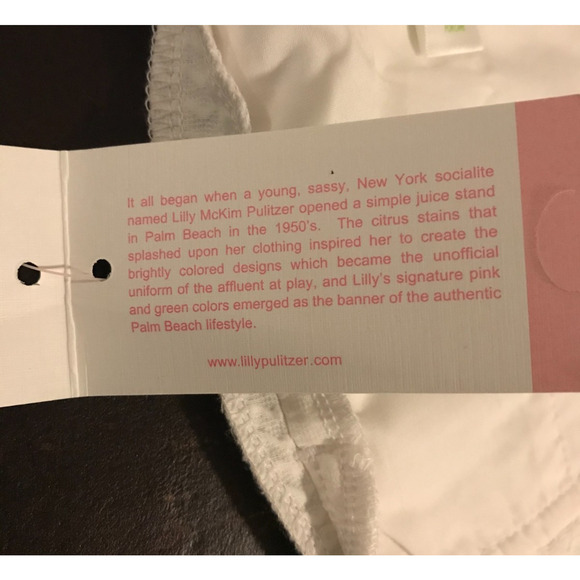 It all began when a young, sassy, New York socialite
named Lilly McKim Pulitzer opened a simple juice stand
in Palm Beach in the 1950's. The citrus stains that
splashed upon her clothing inspired her to create the
brightly colored designs which became the unofficial
uniform of the affluent at play, and Lilly's signature pink
and green colors emerged as the banner of the authentic
Palm Beach lifestyle.
www.lillypulitzer.com